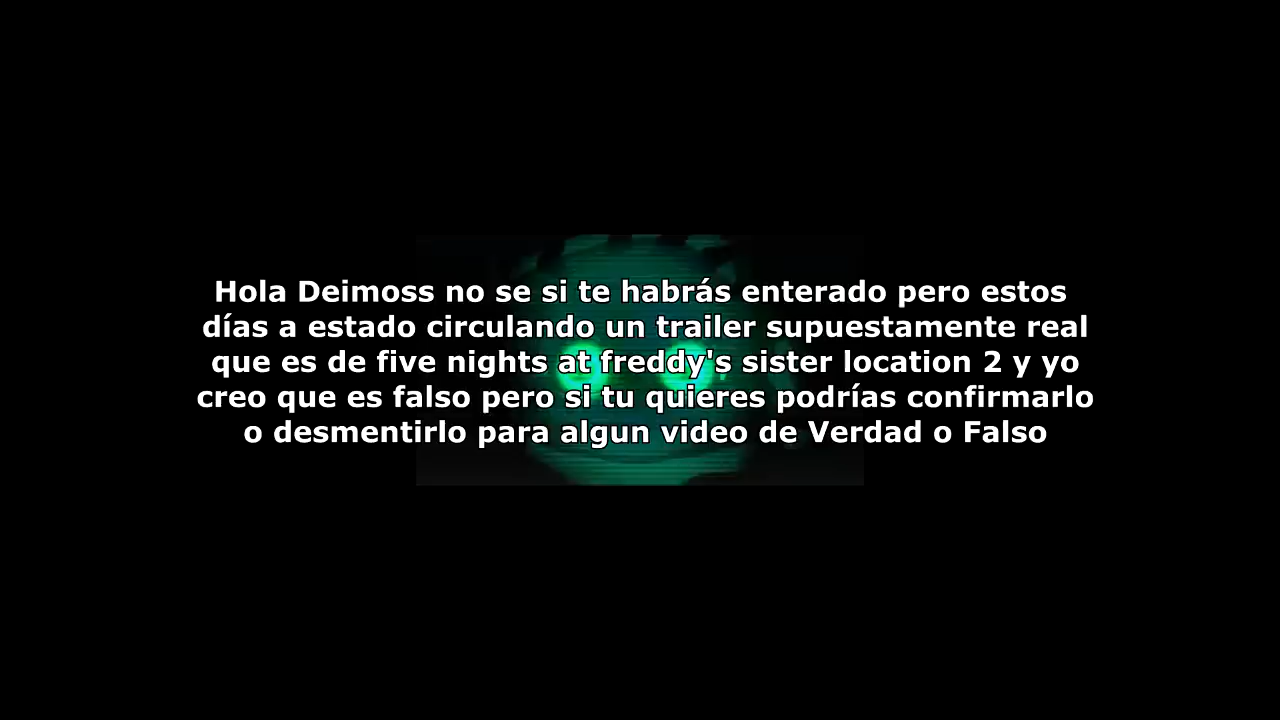 Hola Deimoss no se si te habrás enterado pero estos
días a estado circulando un trailer supuestamente real
que es de five nights at freddy's sister location 2 y yo
creo que es falso pero si tu quieres podrías confirmarlo
o desmentirlo para algun video de Verdad o Falso